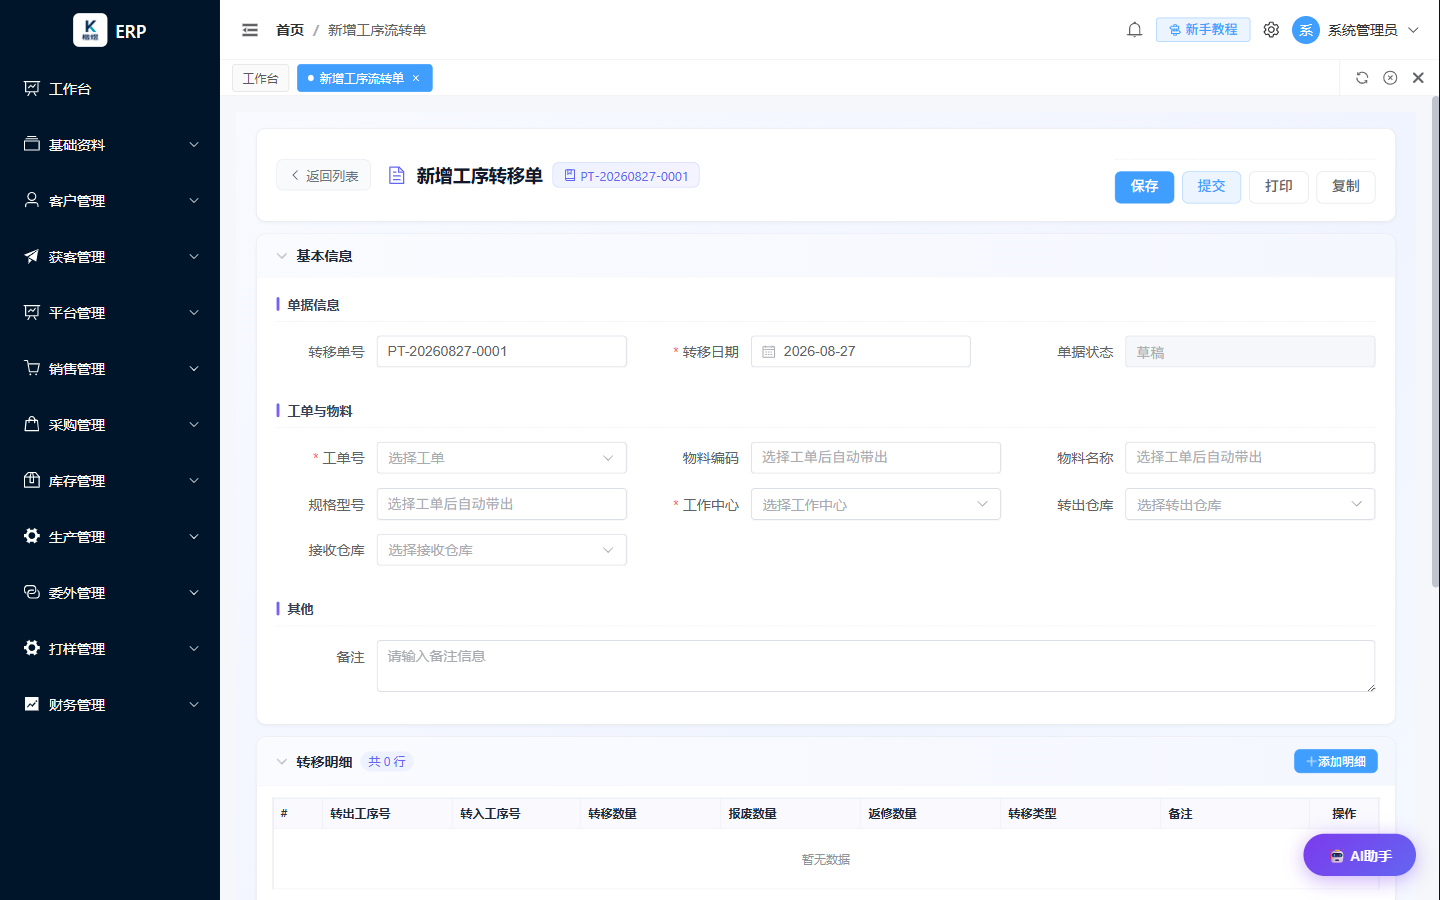 K
ERP
首页 / 新增工序流转单
新手教程
系
系统管理员
工作台
新增工序流转单
工作台
基础资料
客户管理
获客管理
平台管理
销售管理
采购管理
库存管理
生产管理
委外管理
打样管理
财务管理
返回列表
新增工序转移单
PT-20260827-0001
保存
提交
打印
复制
基本信息
单据信息
转移单号 PT-20260827-0001
* 转移日期 2026-08-27
单据状态 草稿
工单与物料
* 工单号 选择工单
物料编码 选择工单后自动带出
物料名称 选择工单后自动带出
规格型号 选择工单后自动带出
* 工作中心 选择工作中心
转出仓库 选择转出仓库
接收仓库 选择接收仓库
其他
备注 请输入备注信息
转移明细 共 0 行
添加明细
# 转出工序号 转入工序号 转移数量 报废数量 返修数量 转移类型 备注 操作
暂无数据
AI助手